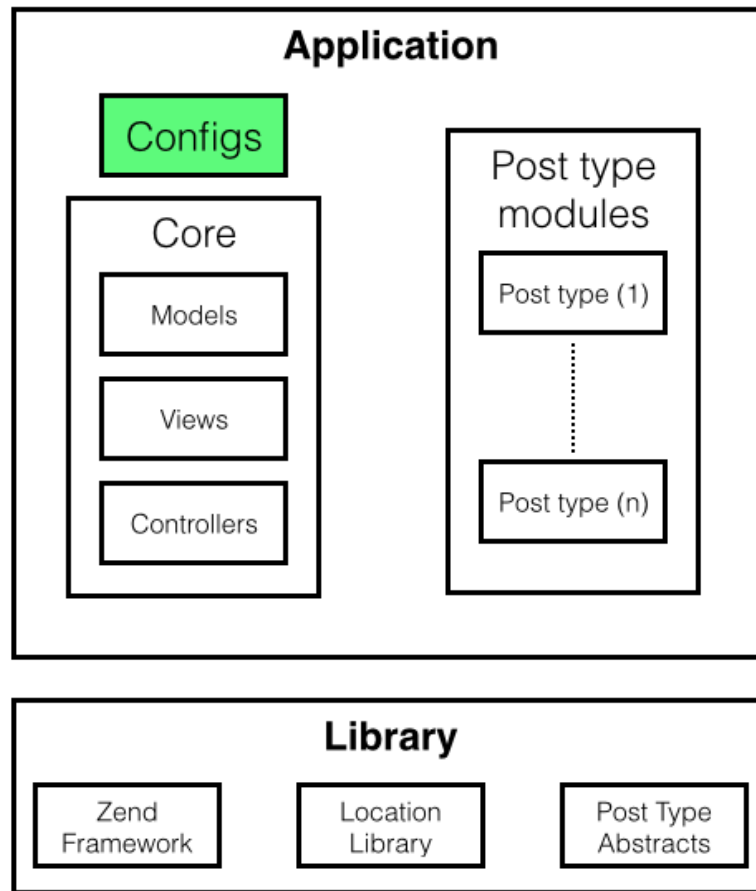 Application
Configs
Core
Models
Views
Controllers
Post type
modules
Post type (1)
Post type (n)
Library
Zend
Framework
Location
Library
Post Type
Abstracts